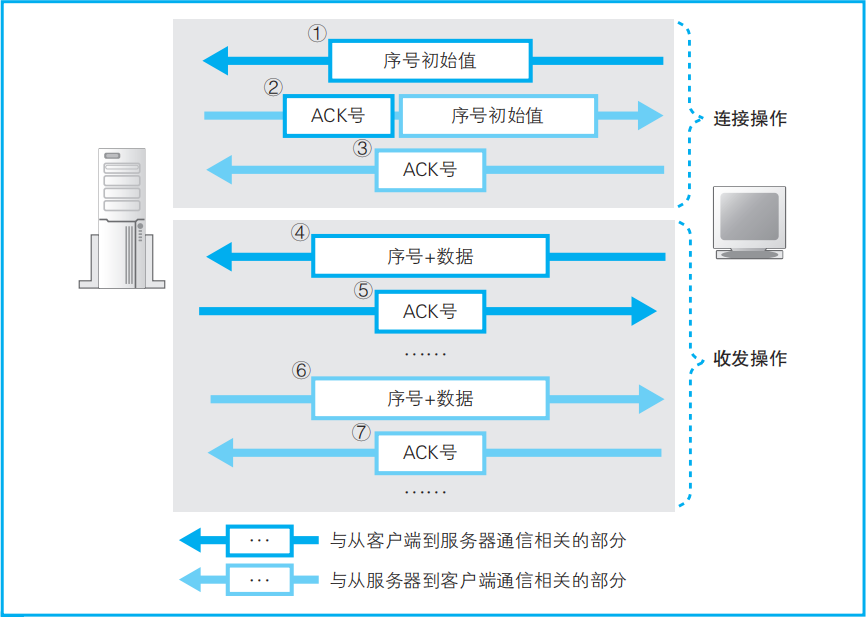 ①
序号初始值
②
ACK号
序号初始值
连接操作
③
ACK号
④
序号+数据
⑤
ACK号
……
收发操作
⑥
序号+数据
⑦
ACK号
……
… 与从客户端到服务器通信相关的部分
… 与从服务器到客户端通信相关的部分